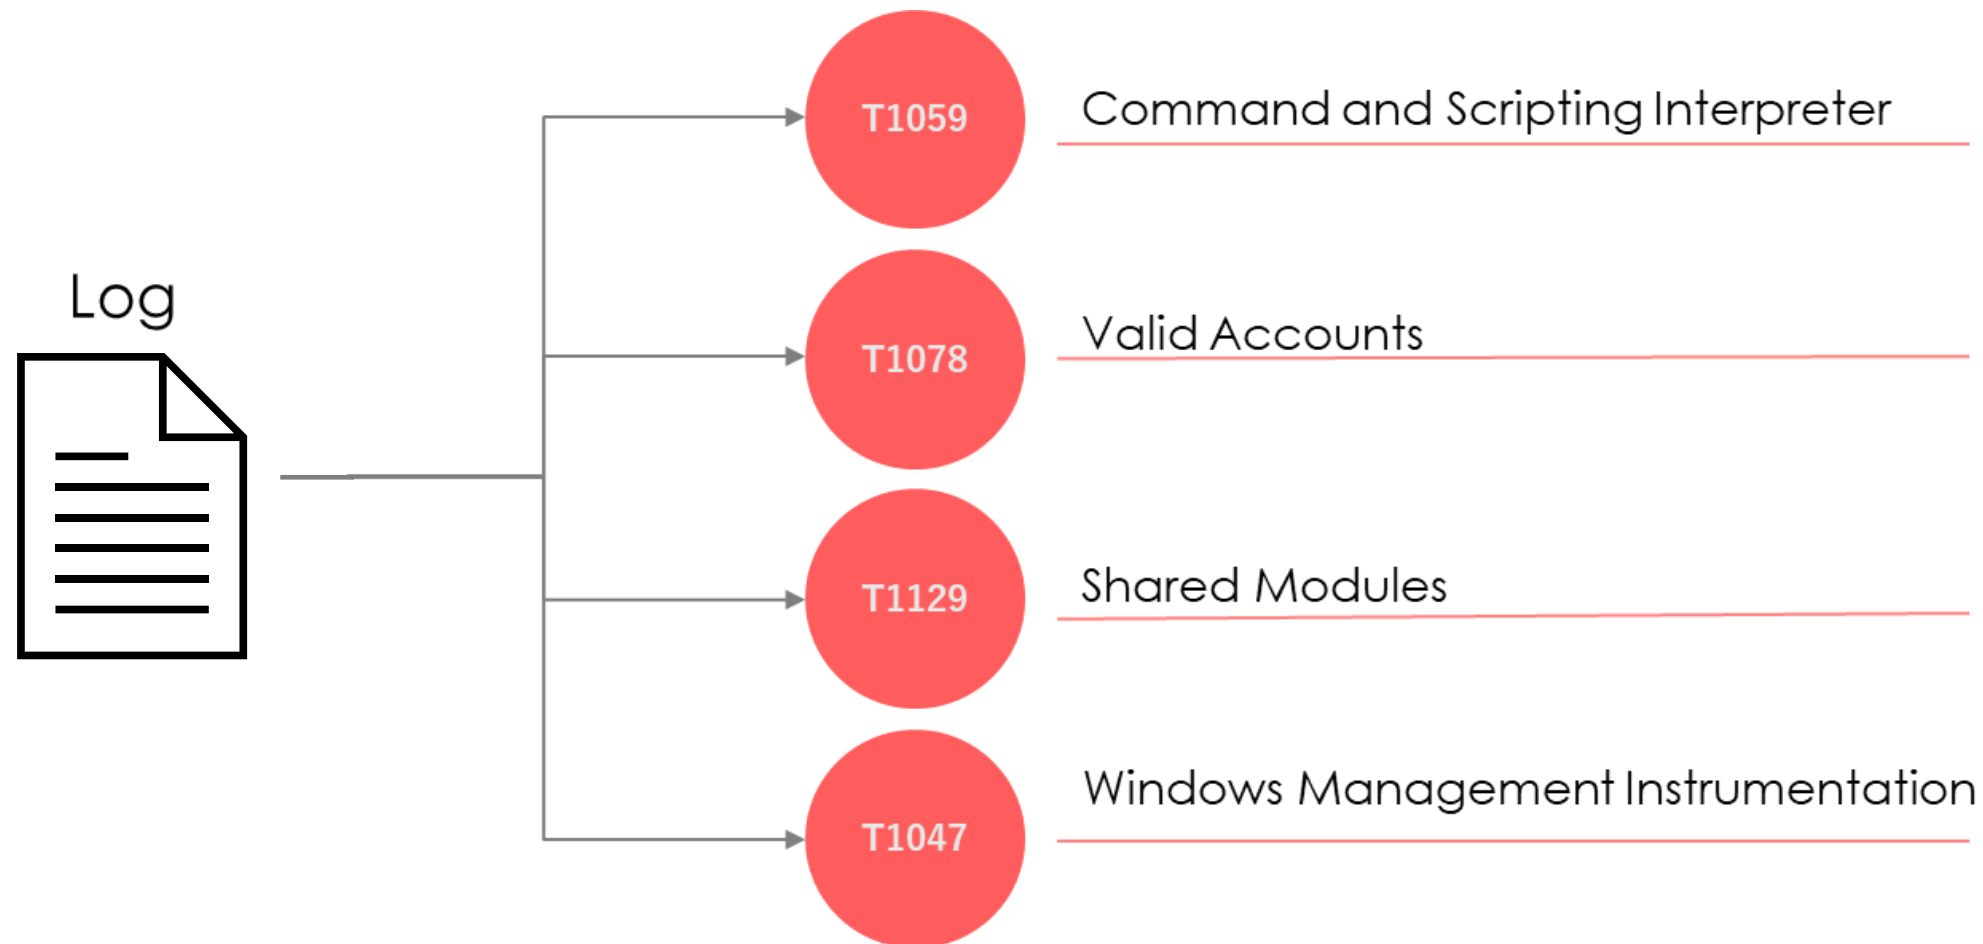 Log
T1059
Command and Scripting Interpreter
T1078
Valid Accounts
T1129
Shared Modules
T1047
Windows Management Instrumentation